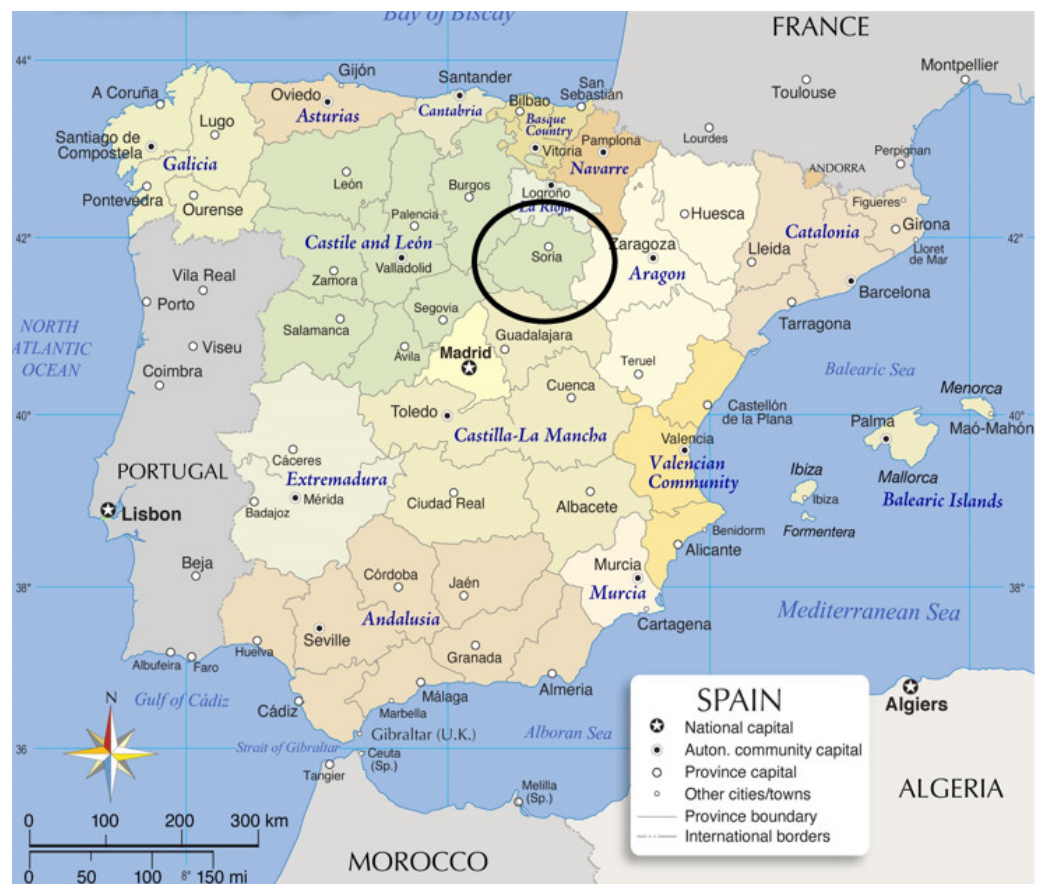 Bay of Biscay
FRANCE
44°
Gijón
Santander
San
Sebastián
Montpellier
A Coruña
Oviedo
Asturias
Cantabria
Bilbao
Basque
Country
Toulouse
Lugo
Santiago de
Compostela
Galicia
Vitoria
Pamplona
Navarre
Lourdes
Perpignan
ANDORRA
León
Burgos
Logroño
La Rioja
Pontevedra
Ourense
Palencia
Huesca
Figueres
Girona
42°
Castile and León
Valladolid
Zamora
Soria
Zaragoza
Aragon
Lleida
Catalonia
Lloret
de Mar
42°
Vila Real
Porto
Barcelona
Segovia
Salamanca
Guadalajara
Tarragona
NORTH
ATLANTIC
OCEAN
Viseu
Coimbra
Ávila
Madrid
Teruel
Balearic Sea
Menorca
Cuenca
40°
Toledo
Castellón
de la Plana
Palma
40°
Maó-Mahón
Castilla-La Mancha
Valencia
Valencian
Community
Mallorca
Balearic Islands
PORTUGAL
Cáceres
Extremadura
Mérida
Badajoz
Ciudad Real
Albacete
Ibiza
Ibiza
Formentera
Lisbon
Benidorm
Alicante
Beja
Córdoba
Jaén
Murcia
Murcia
38°
38°
Andalusia
Cartagena
Mediterranean Sea
Seville
Huelva
Granada
Albufeira
Faro
Almeria
Málaga
Marbella
Gulf of Cádiz
Cádiz
Gibraltar (U.K.)
Alboran Sea
Strait of Gibraltar
Ceuta
(Sp.)
Tangier
Melilla
(Sp.)
36°
N
Algiers
ALGERIA
MOROCCO
SPAIN
National capital
Auton. community capital
Province capital
Other cities/towns
Province boundary
International borders
0 100 200 300 km
0 50 100 8° 150 mi